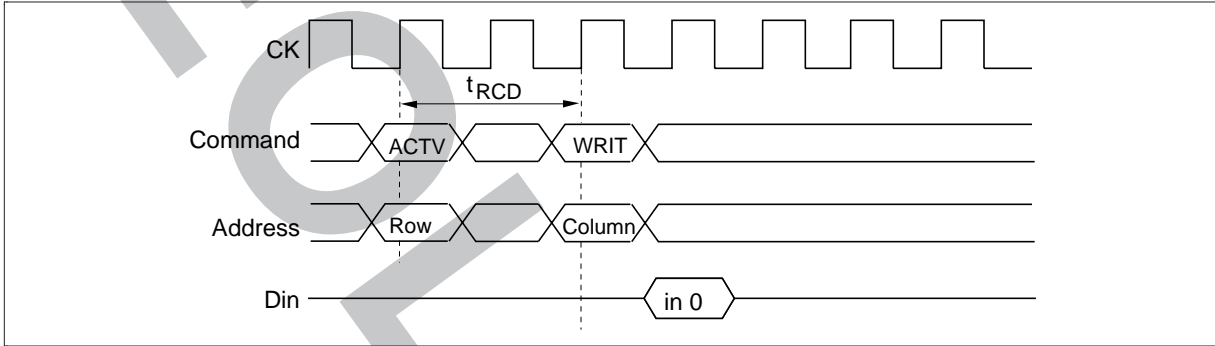 CK
tRCD
Command ACTV WRIT
Address Row Column
Din in 0